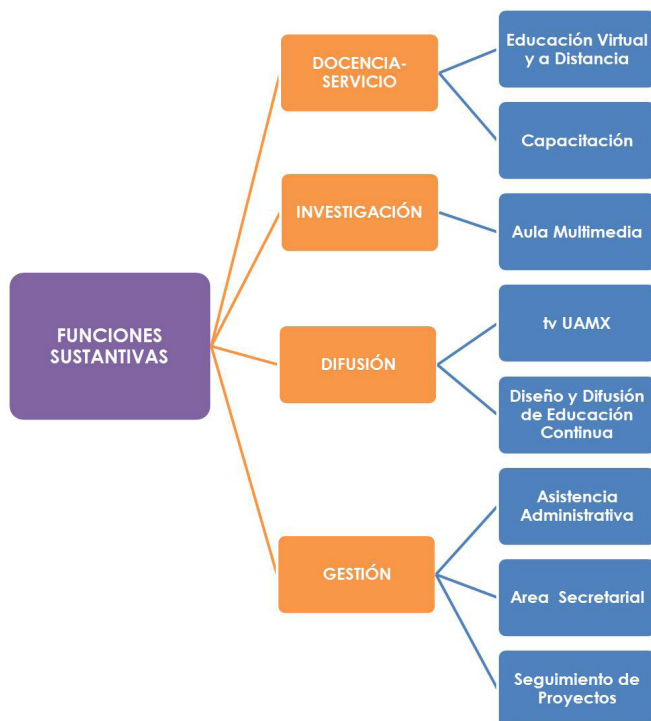 FUNCIONES
SUSTANTIVAS
DOCENCIA-
SERVICIO
Educación Virtual
y a Distancia
Capacitación
INVESTIGACIÓN
Aula Multimedia
DIFUSIÓN
tv UAMX
Diseño y Difusión
de Educación
Continua
GESTIÓN
Asistencia
Administrativa
Area Secretarial
Seguimiento de
Proyectos